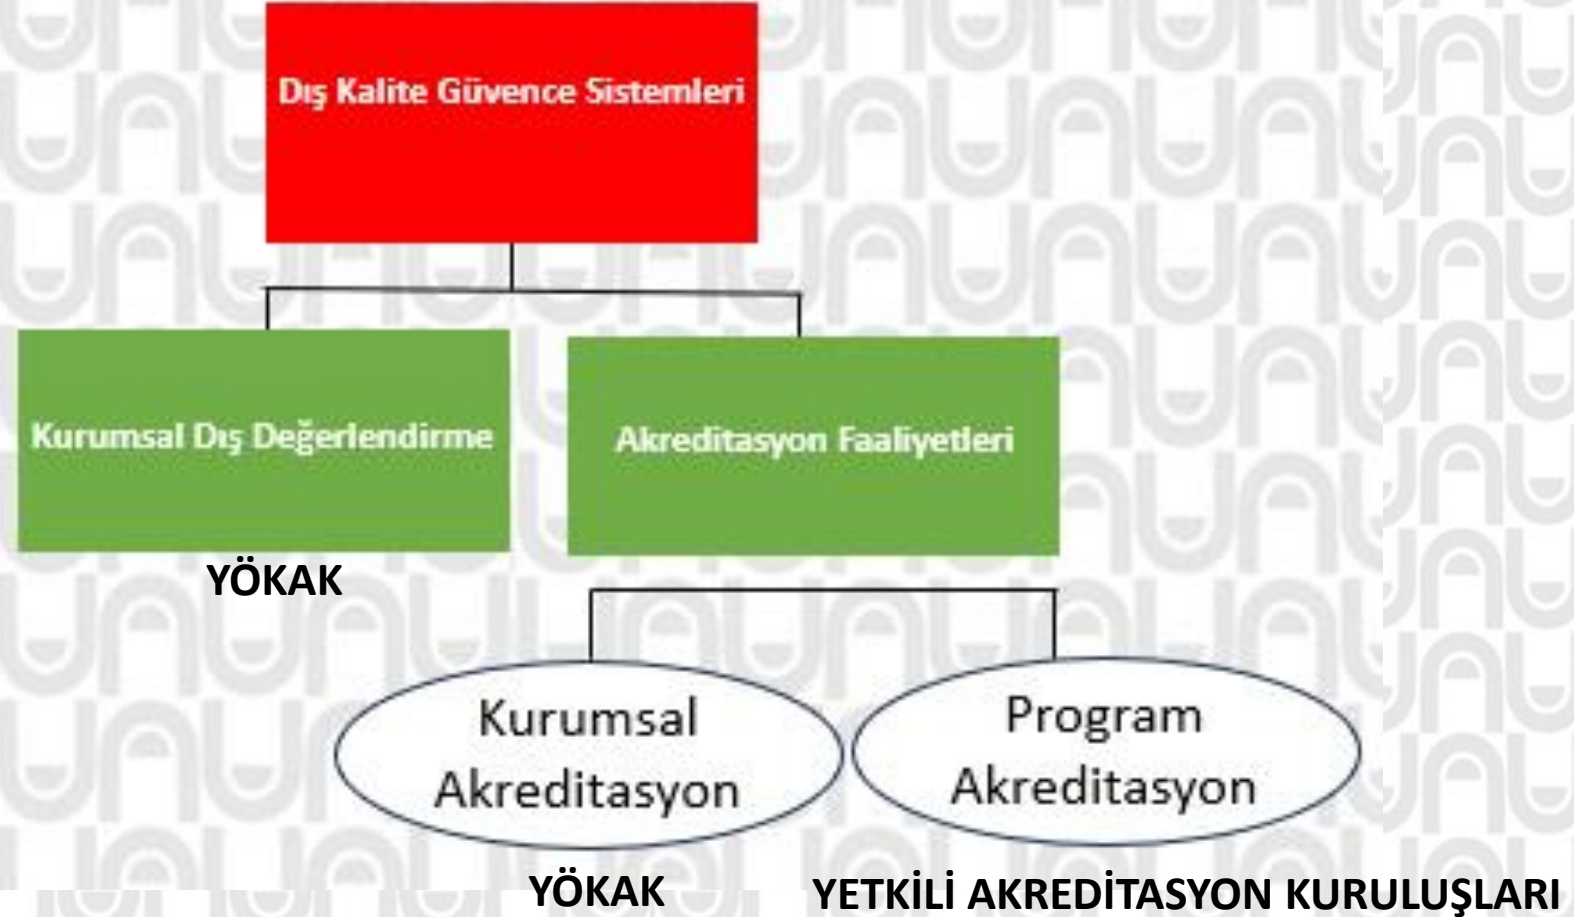 Dış Kalite Güvence Sistemleri
Kurumsal Dış Değerlendirme
Akreditasyon Faaliyetleri
YÖKAK
Kurumsal
Akreditasyon
Program
Akreditasyon
YÖKAK
YETKİLİ AKREDİTASYON KURULUŞLARI